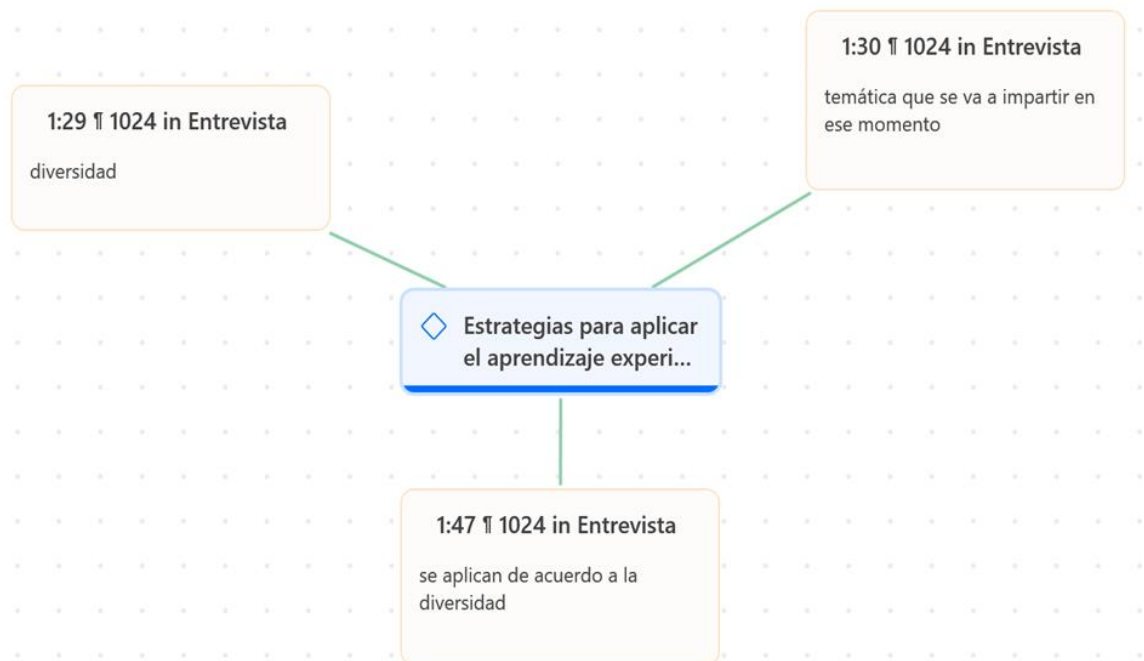 1:30 ¶ 1024 in Entrevista
temática que se va a impartir en
ese momento
1:29 ¶ 1024 in Entrevista
diversidad
Estrategias para aplicar
el aprendizaje experi...
1:47 ¶ 1024 in Entrevista
se aplican de acuerdo a la
diversidad